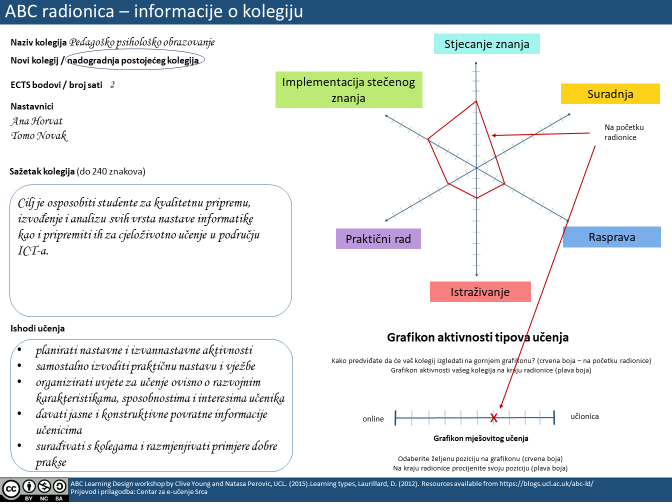 ABC radionica – informacije o kolegiju
Naziv kolegija Pedagoško psihološko obrazovanje
Novi kolegij / nadogradnja postojećeg kolegija
ECTS bodovi / broj sati 2
Nastavnici
Ana Horvat
Tomo Novak
Sažetak kolegija (do 240 znakova)
Cilj je osposobiti studente za kvalitetnu pripremu,
izvođenje i analizu svih vrsta nastave informatike
kao i pripremiti ih za cjeloživotno učenje u području
ICT-a.
Ishodi učenja
• planirati nastavne i izvannastavne aktivnosti
• samostalno izvoditi praktičnu nastavu i vježbe
• organizirati uvjete za učenje ovisno o razvojnim
karakteristikama, sposobnostima i interesima učenika
• davati jasne i konstruktivne povratne informacije
učenicima
• surađivati s kolegama i razmjenjivati primjere dobre
prakse
Stjecanje znanja
Implementacija stečenog
znanja
Suradnja
Na početku
radionice
Praktični rad
Rasprava
Istraživanje
Grafikon aktivnosti tipova učenja
Kako predviđate da će vaš kolegij izgledati na gornjem grafikonu? (crvena boja – na početku radionice)
Grafikon aktivnosti vašeg kolegija na kraju radionice (plava boja)
online
X
učionica
Grafikon mješovitog učenja
Odaberite željenu poziciju na grafikonu (crvena boja)
Na kraju radionice procijenite svoju poziciju (plava boja)
cc BY NC SA
ABC Learning Design workshop by Clive Young and Natasa Perovic, UCL. (2015).Learning types, Laurillard, D. (2012). Resources available from https://blogs.ucl.ac.uk/abc-ld/
Prijevod i prilagodba: Centar za e-učenje Srca